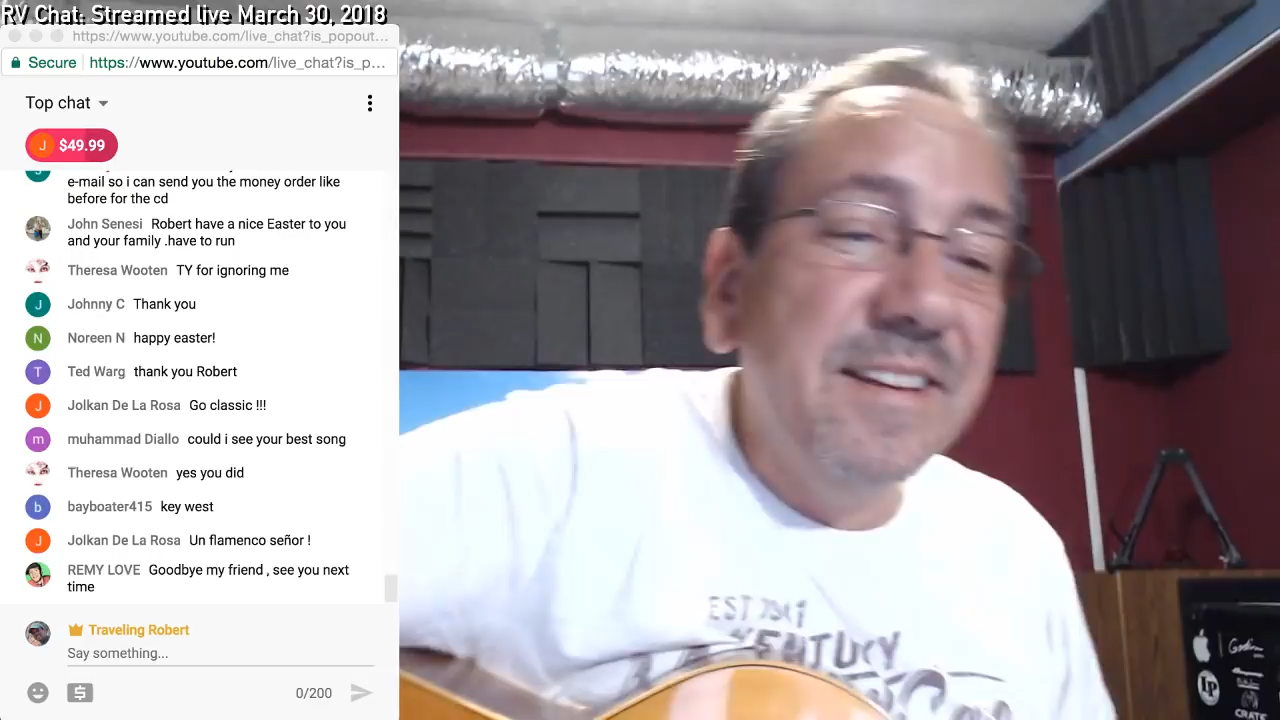 RV Chat: Streamed live March 30, 2018
https://www.youtube.com/live_chat?is_popout...
Secure https://www.youtube.com/live_chat?is_p...
Top chat
J $49.99
e-mail so i can send you the money order like
before for the cd
John Senesi Robert have a nice Easter to you
and your family .have to run
Theresa Wooten TY for ignoring me
J Johnny C Thank you
N Noreen N happy easter!
T Ted Warg thank you Robert
J Jolkan De La Rosa Go classic !!!
m muhammad Diallo could i see your best song
Theresa Wooten yes you did
b bayboater415 key west
J Jolkan De La Rosa Un flamenco señor !
REMY LOVE Goodbye my friend , see you next
time
Traveling Robert
Say something...
0/200
KENTUCKY
Godin
LP
CRATE